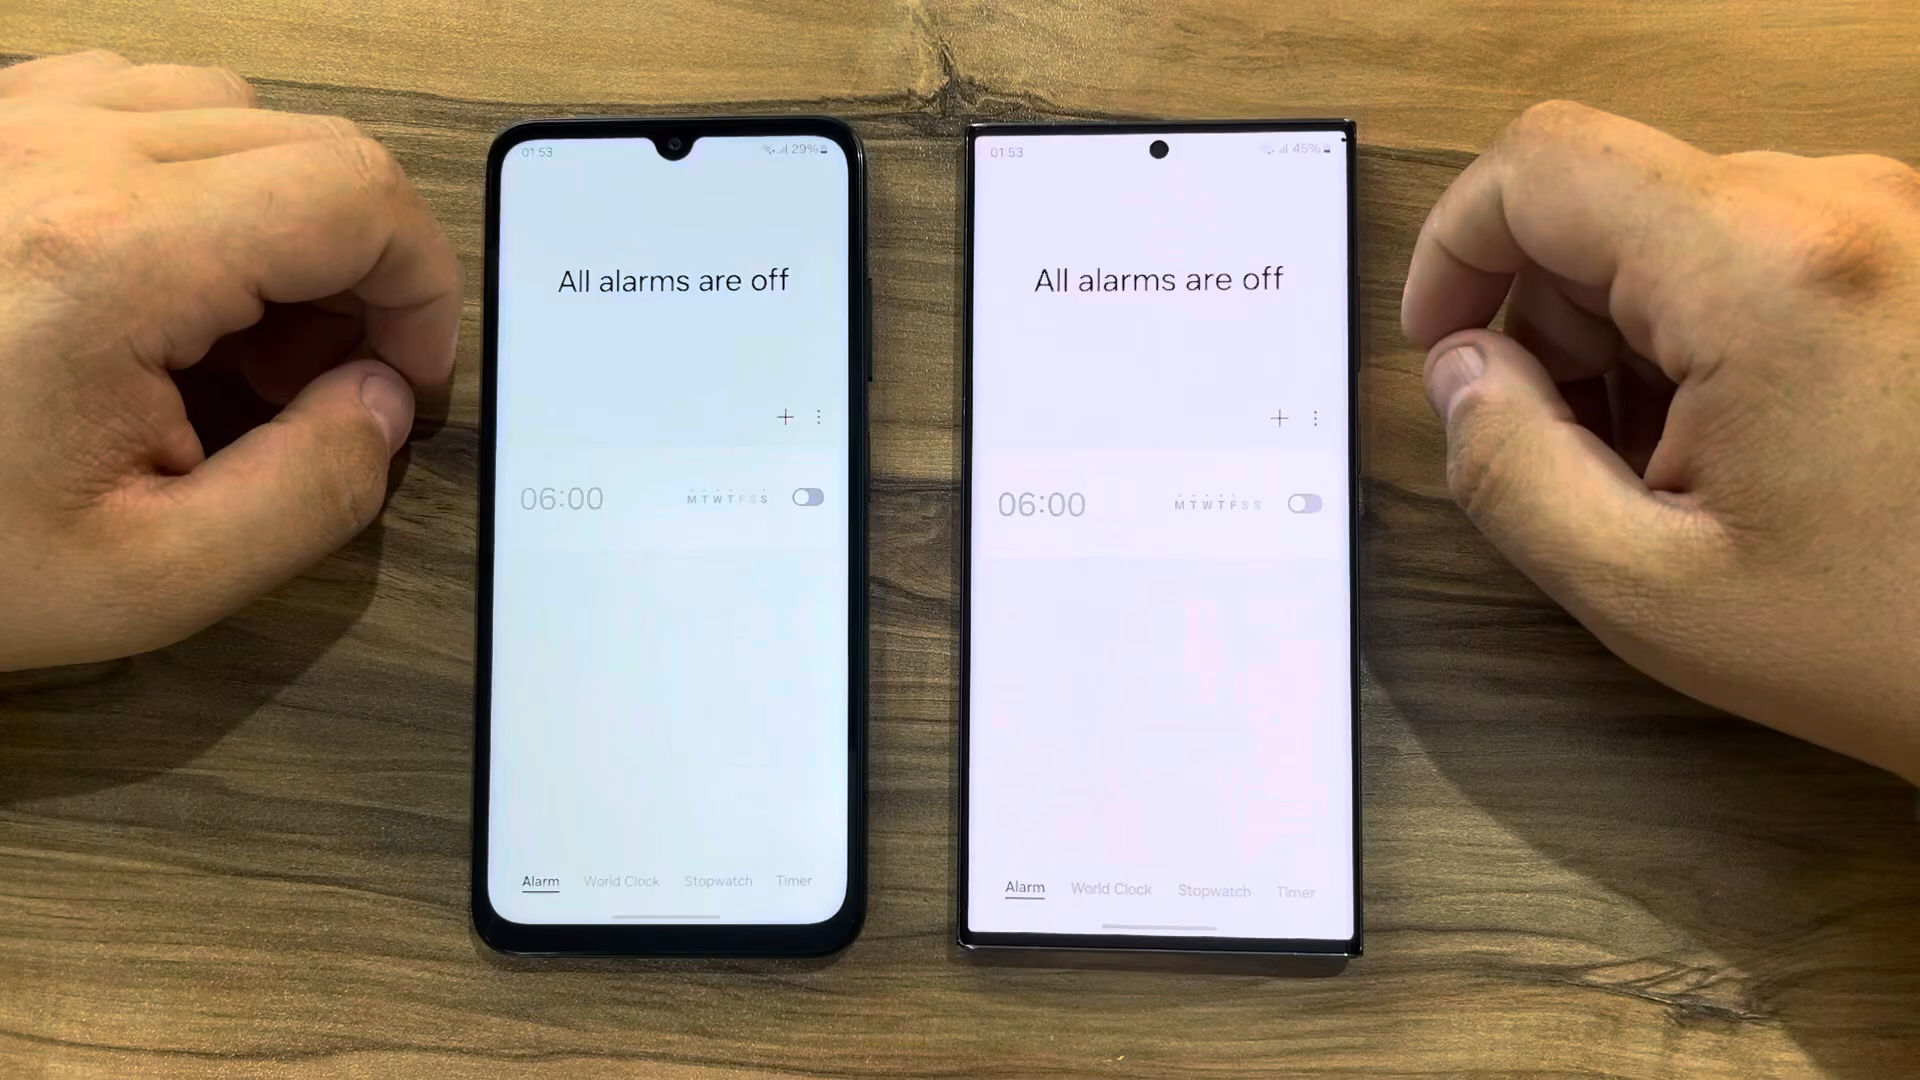 01:53
29%
All alarms are off
06:00
M T W T F S S
Alarm World Clock Stopwatch Timer
01:53
45%
All alarms are off
06:00
M T W T F S S
Alarm World Clock Stopwatch Timer